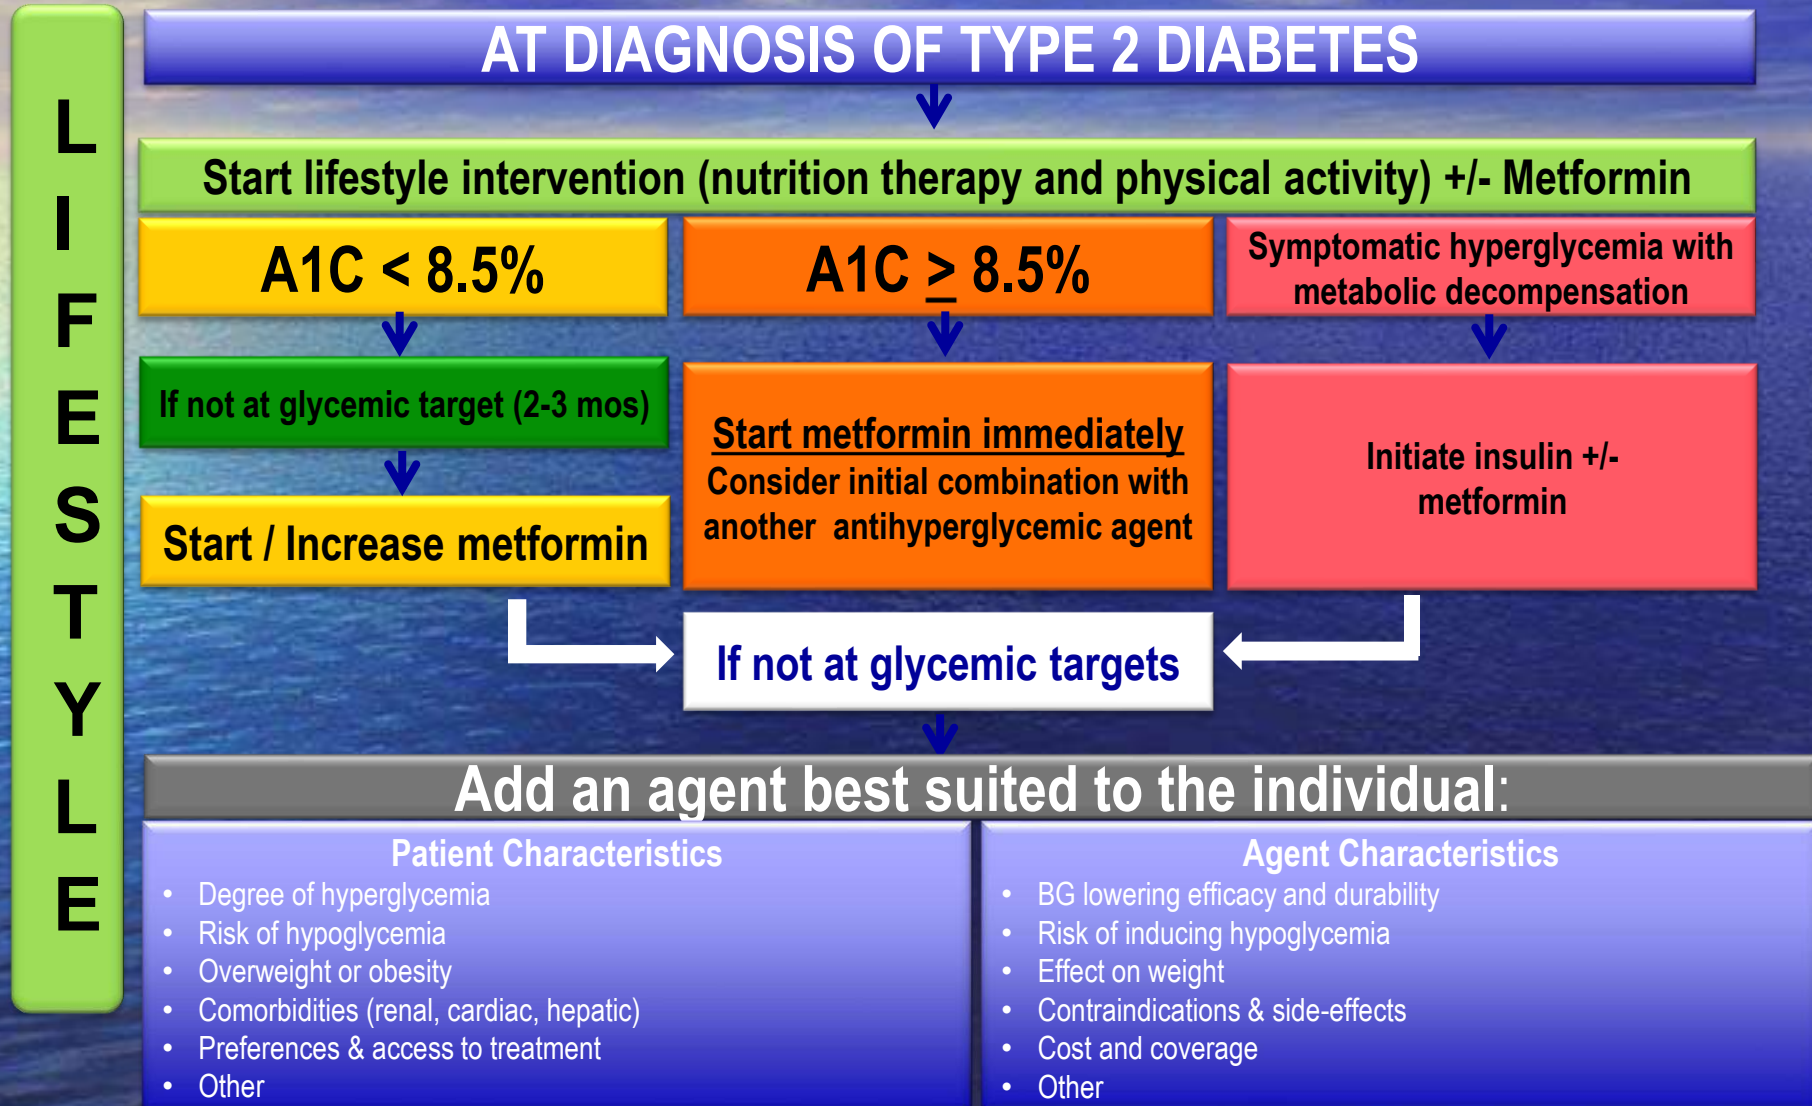 LIFESTYLE
AT DIAGNOSIS OF TYPE 2 DIABETES
Start lifestyle intervention (nutrition therapy and physical activity) +/- Metformin
A1C < 8.5%
A1C ≥ 8.5%
Symptomatic hyperglycemia with
metabolic decompensation
If not at glycemic target (2-3 mos)
Start / Increase metformin
Start metformin immediately
Consider initial combination with
another antihyperglycemic agent
Initiate insulin +/-
metformin
If not at glycemic targets
Add an agent best suited to the individual:
Patient Characteristics
• Degree of hyperglycemia
• Risk of hypoglycemia
• Overweight or obesity
• Comorbidities (renal, cardiac, hepatic)
• Preferences & access to treatment
• Other
Agent Characteristics
• BG lowering efficacy and durability
• Risk of inducing hypoglycemia
• Effect on weight
• Contraindications & side-effects
• Cost and coverage
• Other